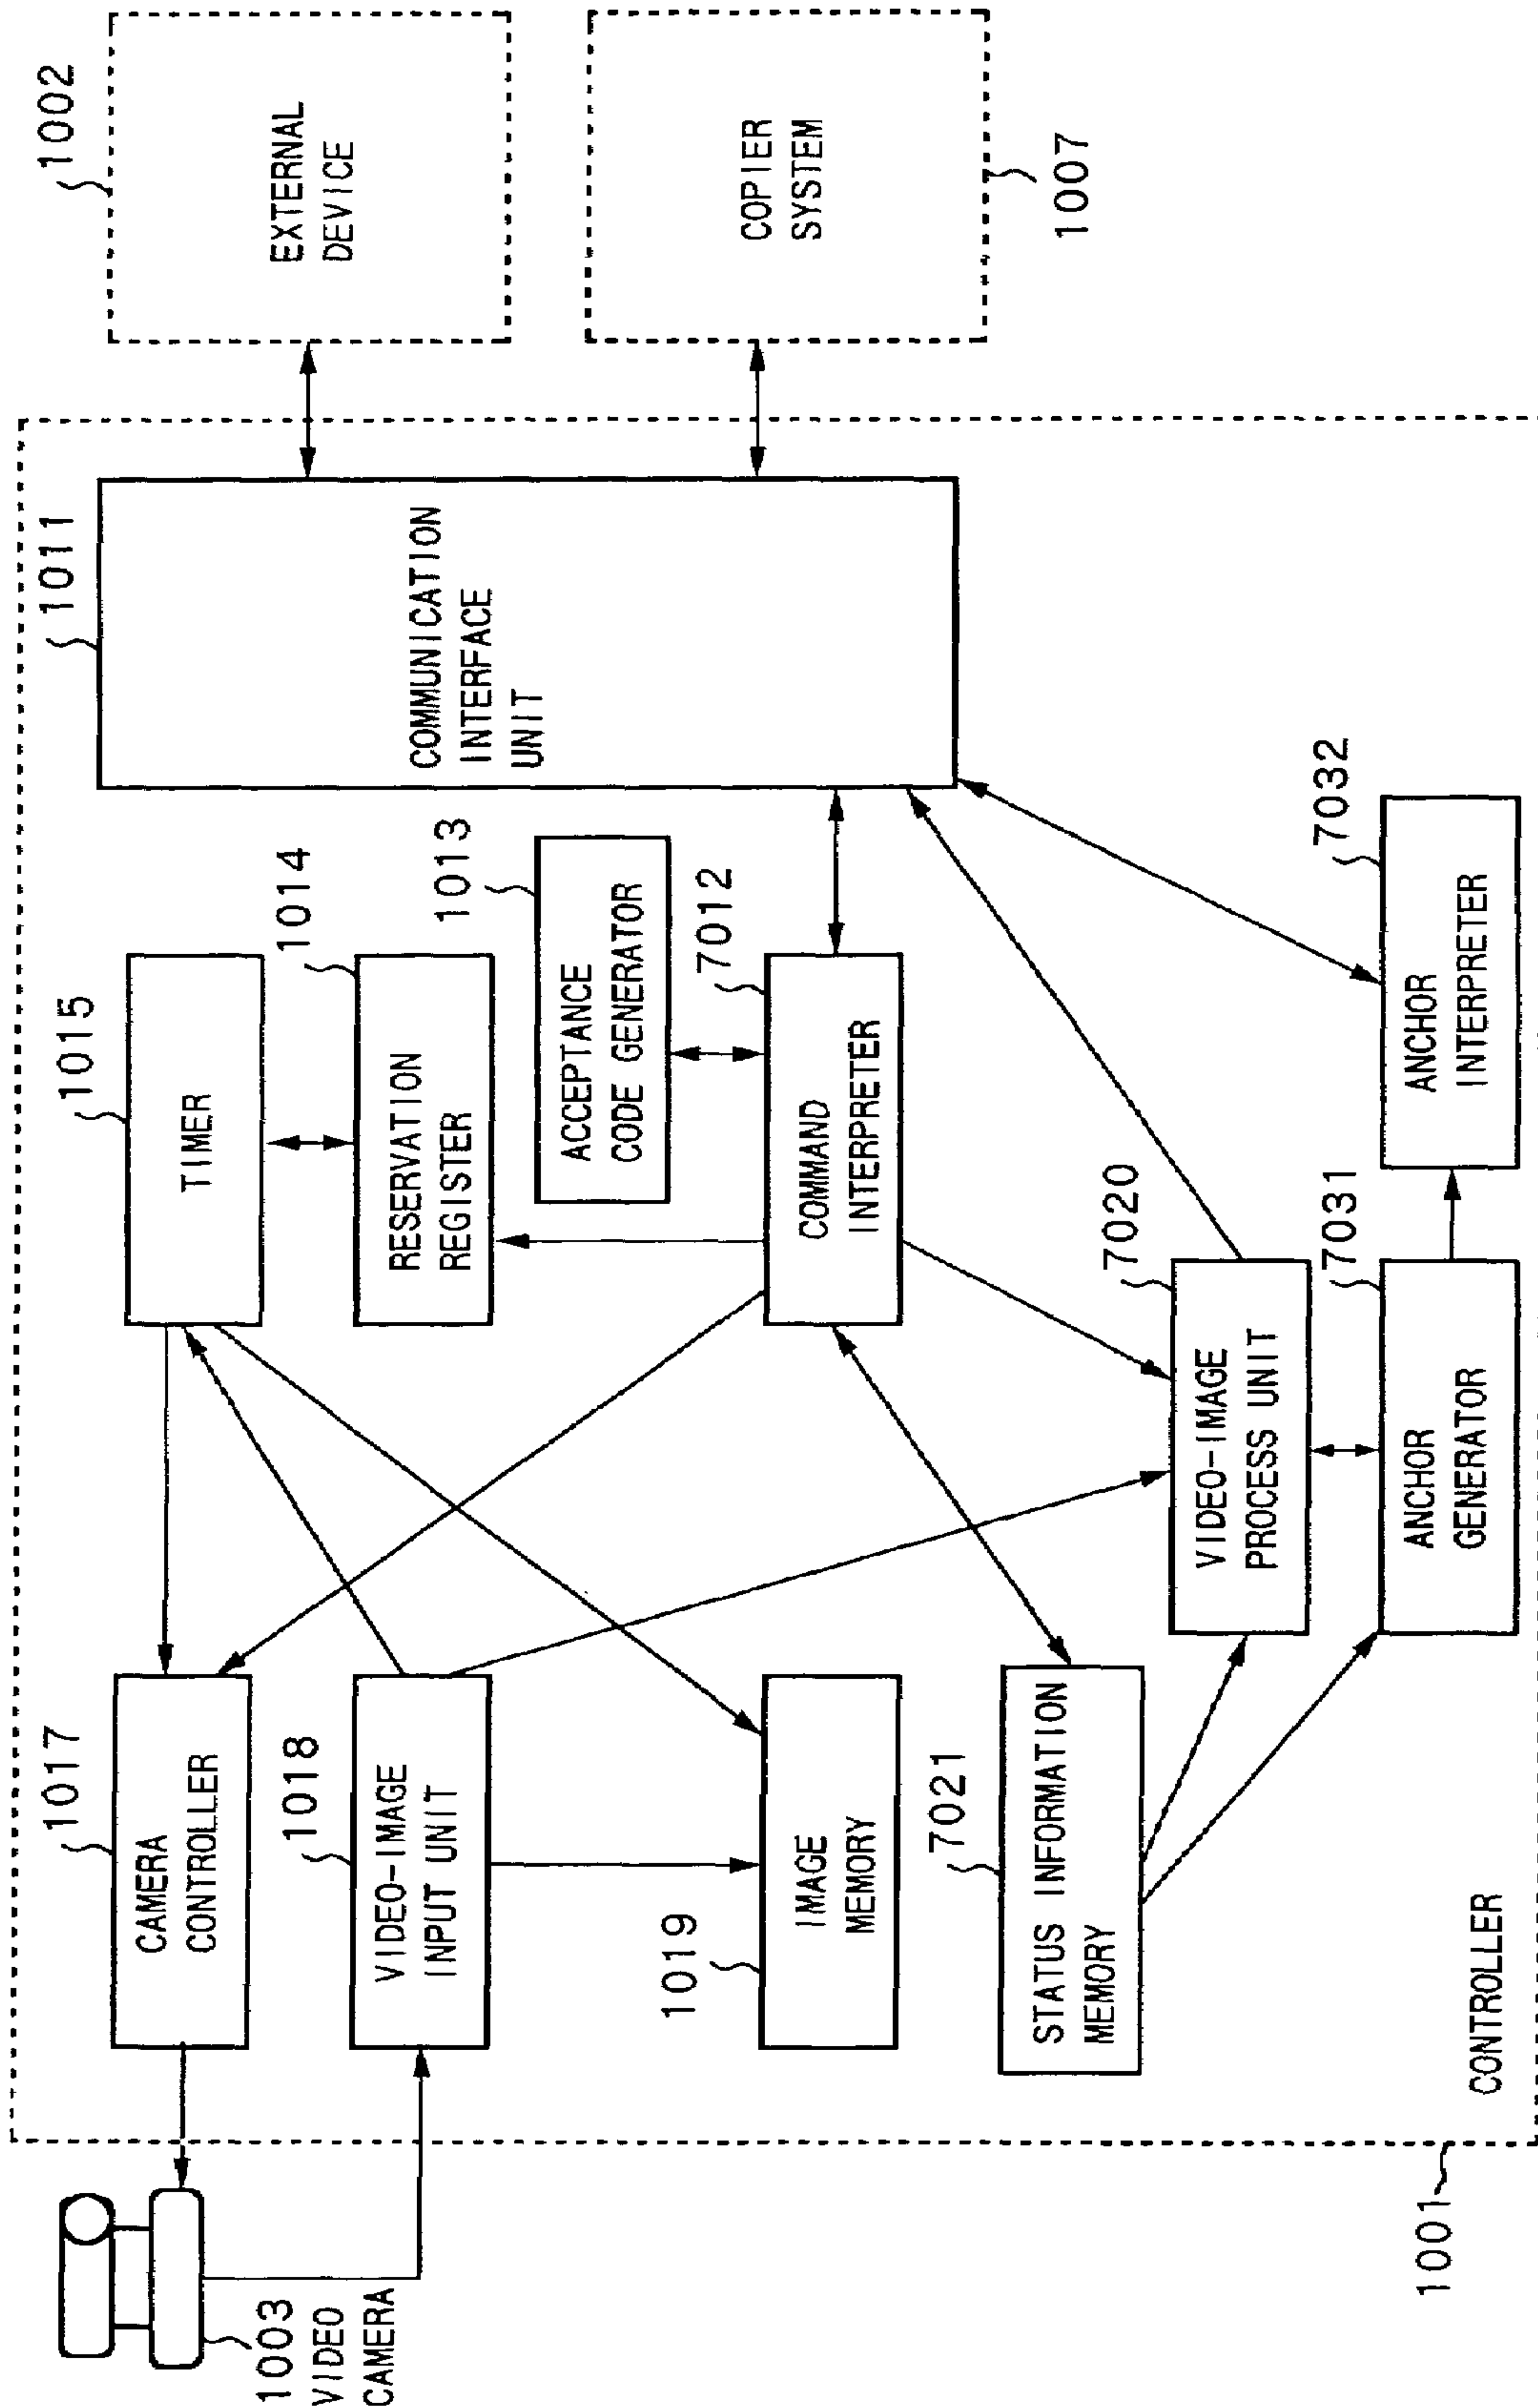 1003
VIDEO
CAMERA
1017
CAMERA
CONTROLLER
1018
VIDEO-IMAGE
INPUT UNIT
1019
IMAGE
MEMORY
7021
STATUS INFORMATION
MEMORY
1015
TIMER
1014
RESERVATION
REGISTER
1013
ACCEPTANCE
CODE GENERATOR
7012
COMMAND
INTERPRETER
7020
VIDEO-IMAGE
PROCESS UNIT
7031
ANCHOR
GENERATOR
7032
ANCHOR
INTERPRETER
1011
COMMUNICATION
INTERFACE
UNIT
1002
EXTERNAL
DEVICE
COPIER
SYSTEM
1007
CONTROLLER
1001